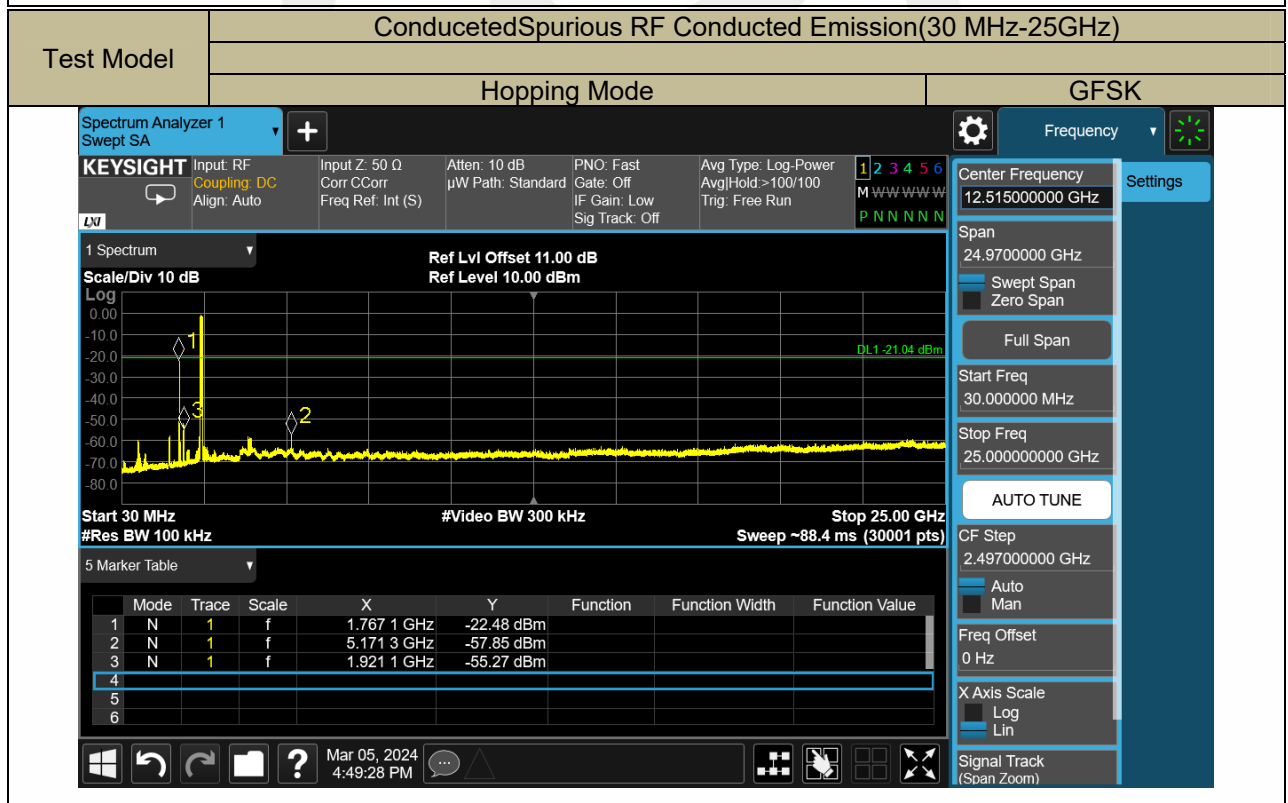 Test Model
ConducetedSpurious RF Conducted Emission(30 MHz-25GHz)
Hopping Mode
GFSK
Spectrum Analyzer 1
Swept SA
+
Frequency
KEYSIGHT
LXI
Input: RF
Coupling: DC
Align: Auto
Input Z: 50 Ω
Corr CCorr
Freq Ref: Int (S)
Atten: 10 dB
µW Path: Standard
PNO: Fast
Gate: Off
IF Gain: Low
Sig Track: Off
Avg Type: Log-Power
Avg|Hold:>100/100
Trig: Free Run
1 2 3 4 5 6
M W W W W W
P N N N N N
Center Frequency
12.515000000 GHz
Settings
Span
24.9700000 GHz
Swept Span
Zero Span
Full Span
Start Freq
30.000000 MHz
Stop Freq
25.000000000 GHz
AUTO TUNE
CF Step
2.497000000 GHz
Auto
Man
Freq Offset
0 Hz
X Axis Scale
Log
Lin
Signal Track
(Span Zoom)
1 Spectrum
Scale/Div 10 dB
Ref Lvl Offset 11.00 dB
Ref Level 10.00 dBm
Log
0.00
-10.0
-20.0
-30.0
-40.0
-50.0
-60.0
-70.0
-80.0
1
2
3
DL1 -21.04 dBm
Start 30 MHz
#Video BW 300 kHz
Stop 25.00 GHz
#Res BW 100 kHz
Sweep ~88.4 ms (30001 pts)
5 Marker Table
Mode Trace Scale X Y Function Function Width Function Value
1 N 1 f 1.767 1 GHz -22.48 dBm
2 N 1 f 5.171 3 GHz -57.85 dBm
3 N 1 f 1.921 1 GHz -55.27 dBm
4
5
6
?
Mar 05, 2024
4:49:28 PM